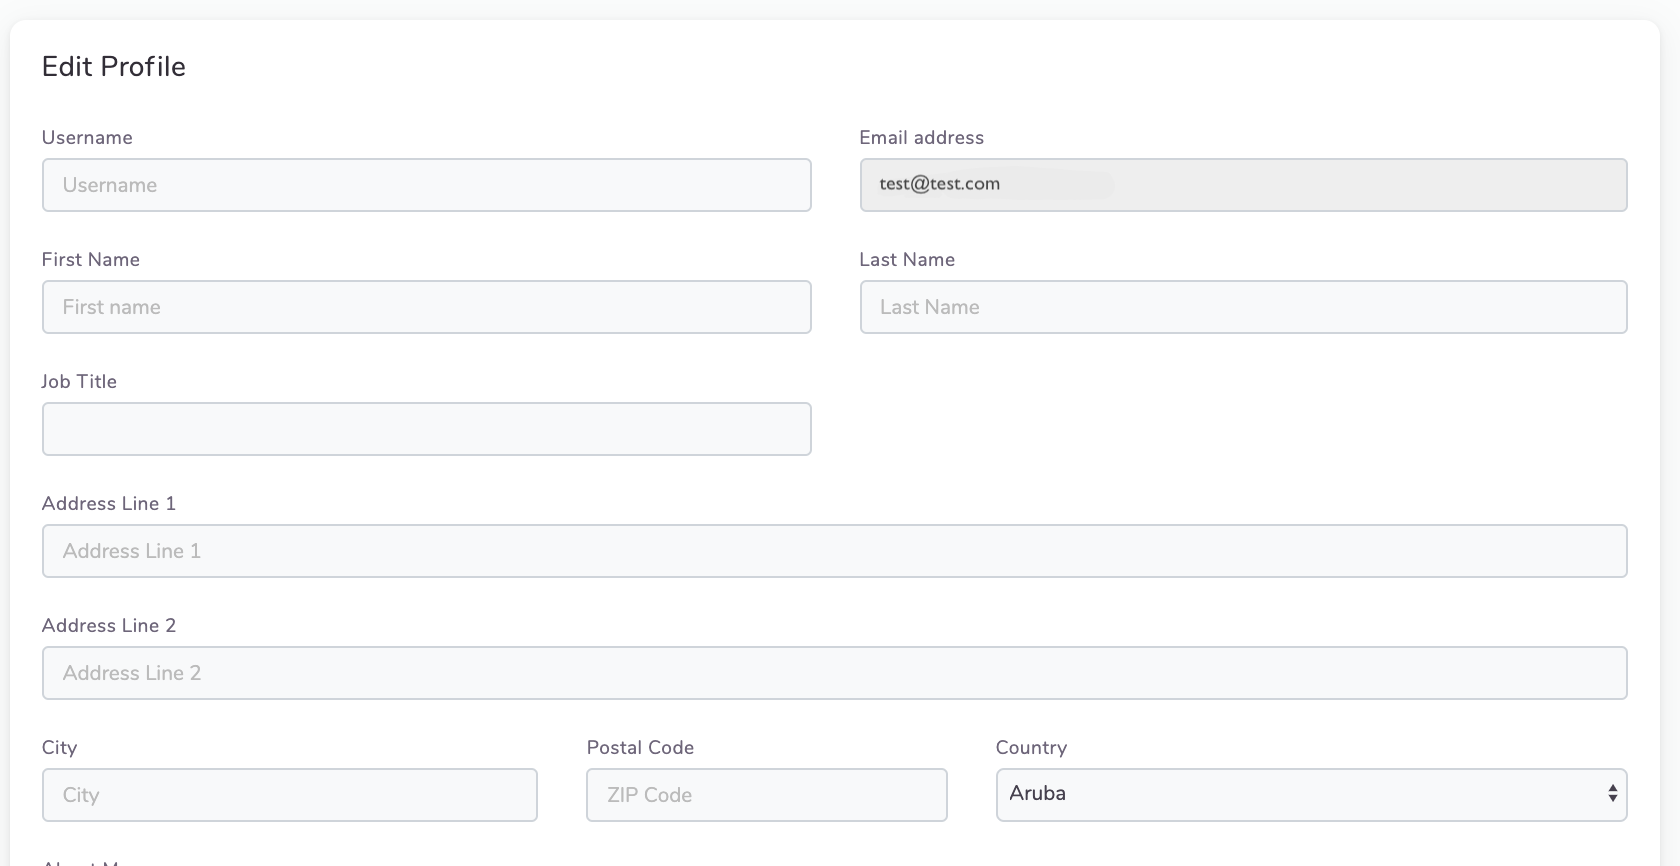 Edit Profile
Username Email address
Username test@test.com
First Name Last Name
First name Last Name
Job Title
Address Line 1
Address Line 1
Address Line 2
Address Line 2
City Postal Code Country
City ZIP Code Aruba